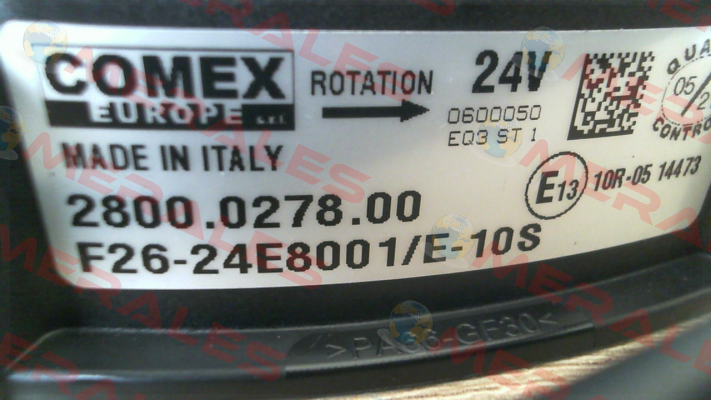 COMEX
EUROPE s.r.l.
ROTATION
24V
0600050
EQ3 ST 1
MADE IN ITALY
E13 10R-05 14473
2800.0278.00
F26-24E8001/E-10S
>PA66-GF30<
MERALES